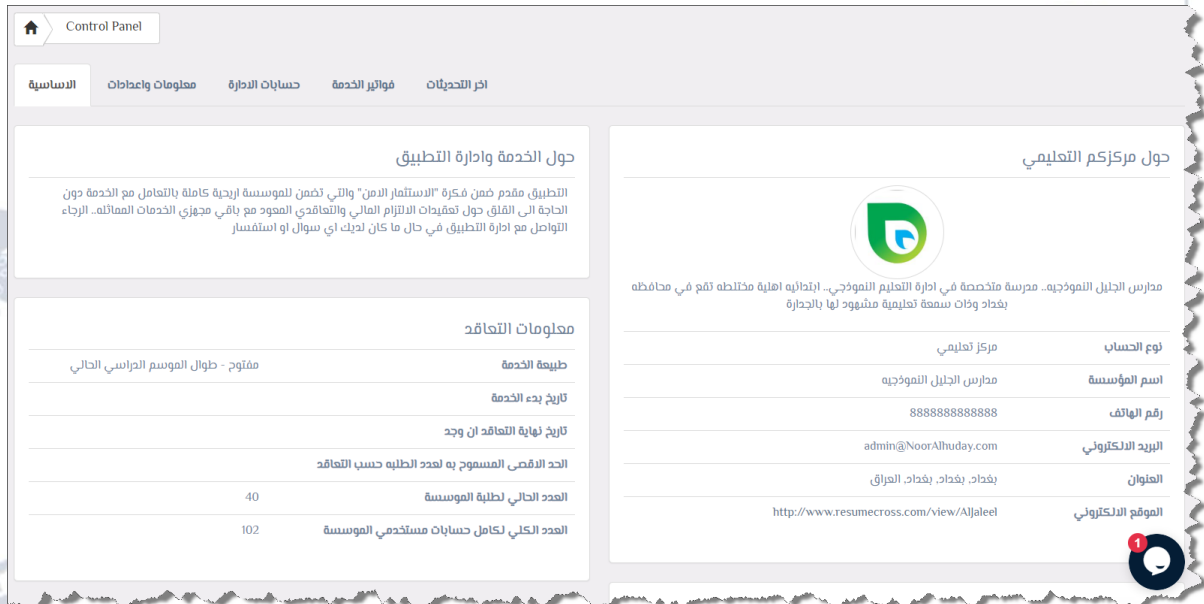 Control Panel
الاساسية
معلومات واعدادات
حسابات الادارة
فواتير الخدمة
اخر التحديثات
حول مركزكم التعليمي
مدارس الجليل النموذجيه.. مدرسة متخصصة في ادارة التعليم النموذجي.. ابتدائيه اهلية مختلطه تقع في محافظه
بغداد وذات سمعة تعليمية مشهود لها بالجدارة
نوع الحساب مركز تعليمي
اسم المؤسسة مدارس الجليل النموذجيه
رقم الهاتف 8888888888888
البريد الالكتروني admin@NoorAlhuday.com
العنوان بغداد, بغداد, بغداد, العراق
الموقع الالكتروني http://www.resumecross.com/view/AlJaleel
حول الخدمة وادارة التطبيق
التطبيق مقدم ضمن فكرة "الاستثمار الامن" والتي تضمن للموسسة اريحية كاملة بالتعامل مع الخدمة دون
الحاجة الى القلق حول تعقيدات الالتزام المالي والتعاقدي المعود مع باقي مجهزي الخدمات المماثله.. الرجاء
التواصل مع ادارة التطبيق في حال ما كان لديك اي سوال او استفسار
معلومات التعاقد
طبيعة الخدمة مفتوح - طوال الموسم الدراسي الحالي
تاريخ بدء الخدمة
تاريخ نهاية التعاقد ان وجد
الحد الاقصى المسموح به لعدد الطلبه حسب التعاقد
العدد الحالي لطلبة الموسسة 40
العدد الكلي لكامل حسابات مستخدمي الموسسة 102
1